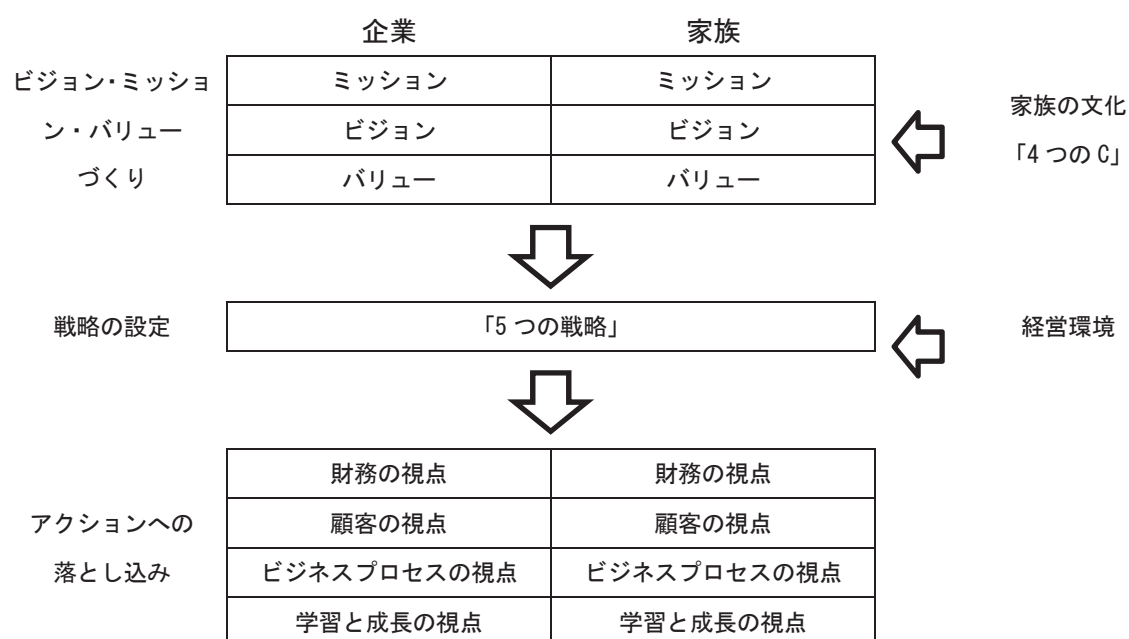 企業 家族
ビジョン・ミッショ
ン・バリュー
づくり
ミッション ミッション
ビジョン ビジョン
バリュー バリュー
家族の文化
「4つのC」
戦略の設定
「5つの戦略」
経営環境
アクションへの
落とし込み
財務の視点 財務の視点
顧客の視点 顧客の視点
ビジネスプロセスの視点 ビジネスプロセスの視点
学習と成長の視点 学習と成長の視点